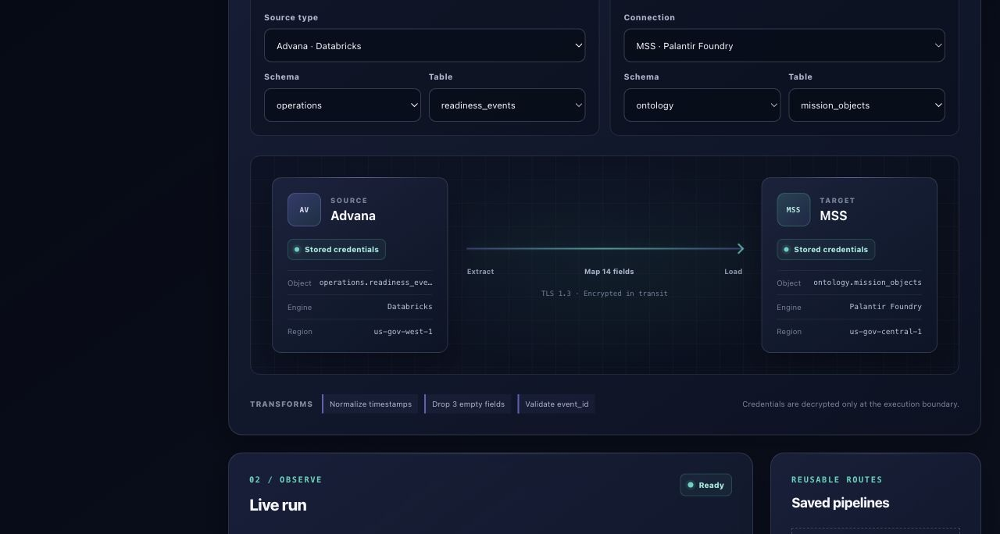 Source type
Advana · Databricks
Schema
Table
operations
readiness_events
Connection
MSS · Palantir Foundry
Schema
Table
ontology
mission_objects
AV
SOURCE
Advana
Stored credentials
Object operations.readiness_eve…
Engine Databricks
Region us-gov-west-1
Extract
Map 14 fields
Load
TLS 1.3 · Encrypted in transit
MSS
TARGET
MSS
Stored credentials
Object ontology.mission_objects
Engine Palantir Foundry
Region us-gov-central-1
TRANSFORMS
Normalize timestamps
Drop 3 empty fields
Validate event_id
Credentials are decrypted only at the execution boundary.
02 / OBSERVE
Live run
Ready
REUSABLE ROUTES
Saved pipelines